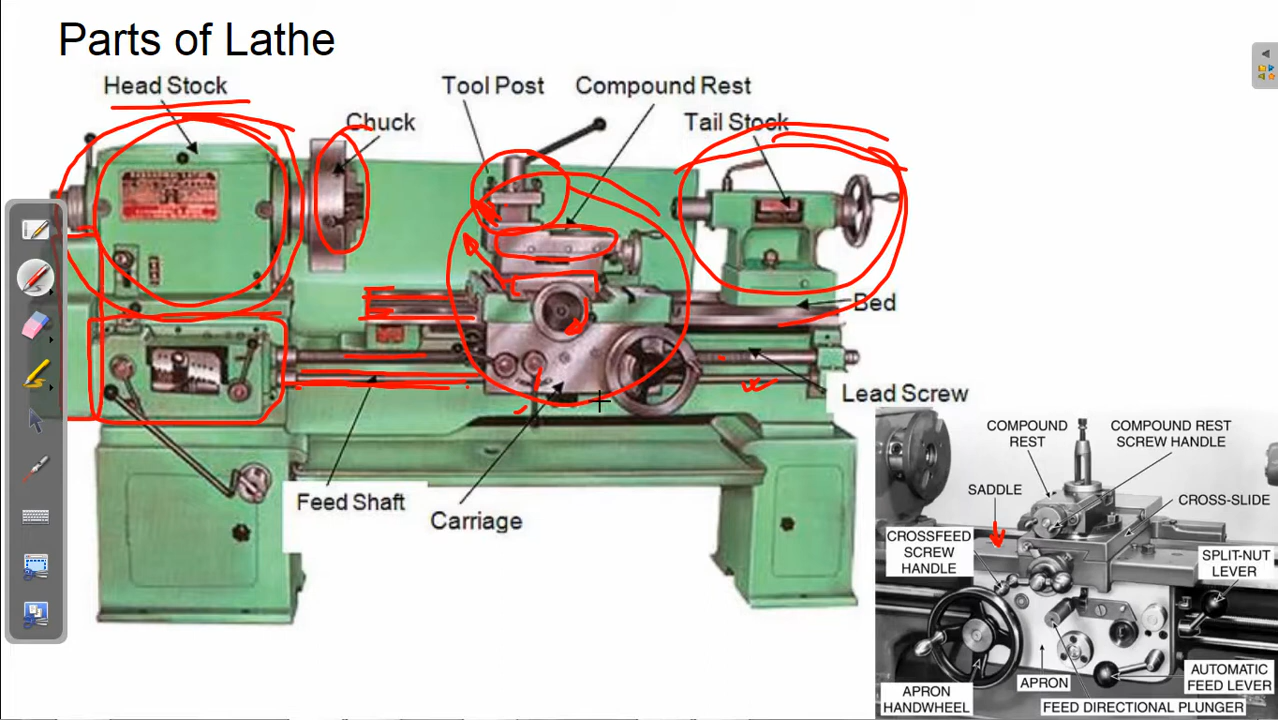 Parts of Lathe
Head Stock
Tool Post
Compound Rest
Chuck
Tail Stock
Bed
Lead Screw
Feed Shaft
Carriage
COMPOUND
REST
COMPOUND REST
SCREW HANDLE
SADDLE
CROSS-SLIDE
CROSSFEED
SCREW
HANDLE
SPLIT-NUT
LEVER
APRON
HANDWHEEL
APRON
AUTOMATIC
FEED LEVER
FEED DIRECTIONAL PLUNGER